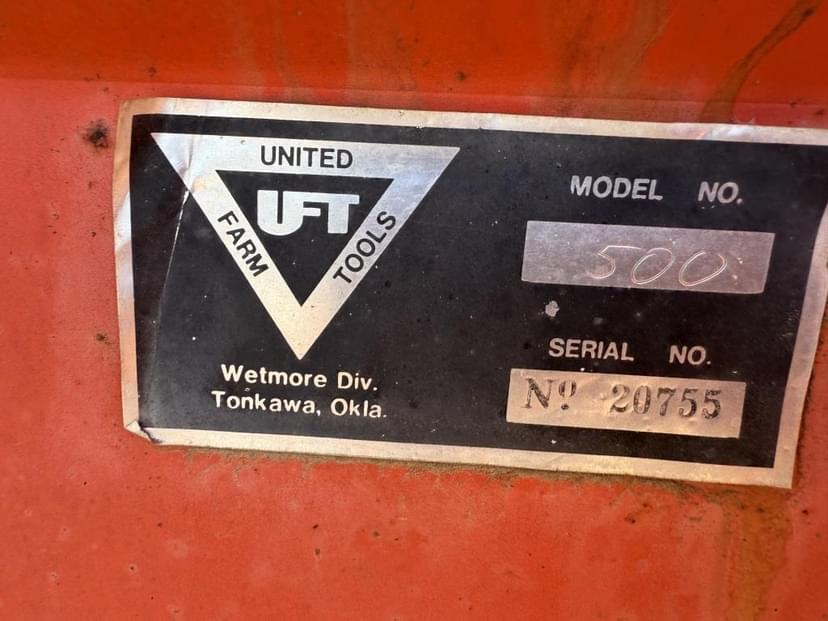 UNITED
FARM
TOOLS
UFT
Wetmore Div.
Tonkawa, Okla.
MODEL NO.
500
SERIAL NO.
Nº 20755